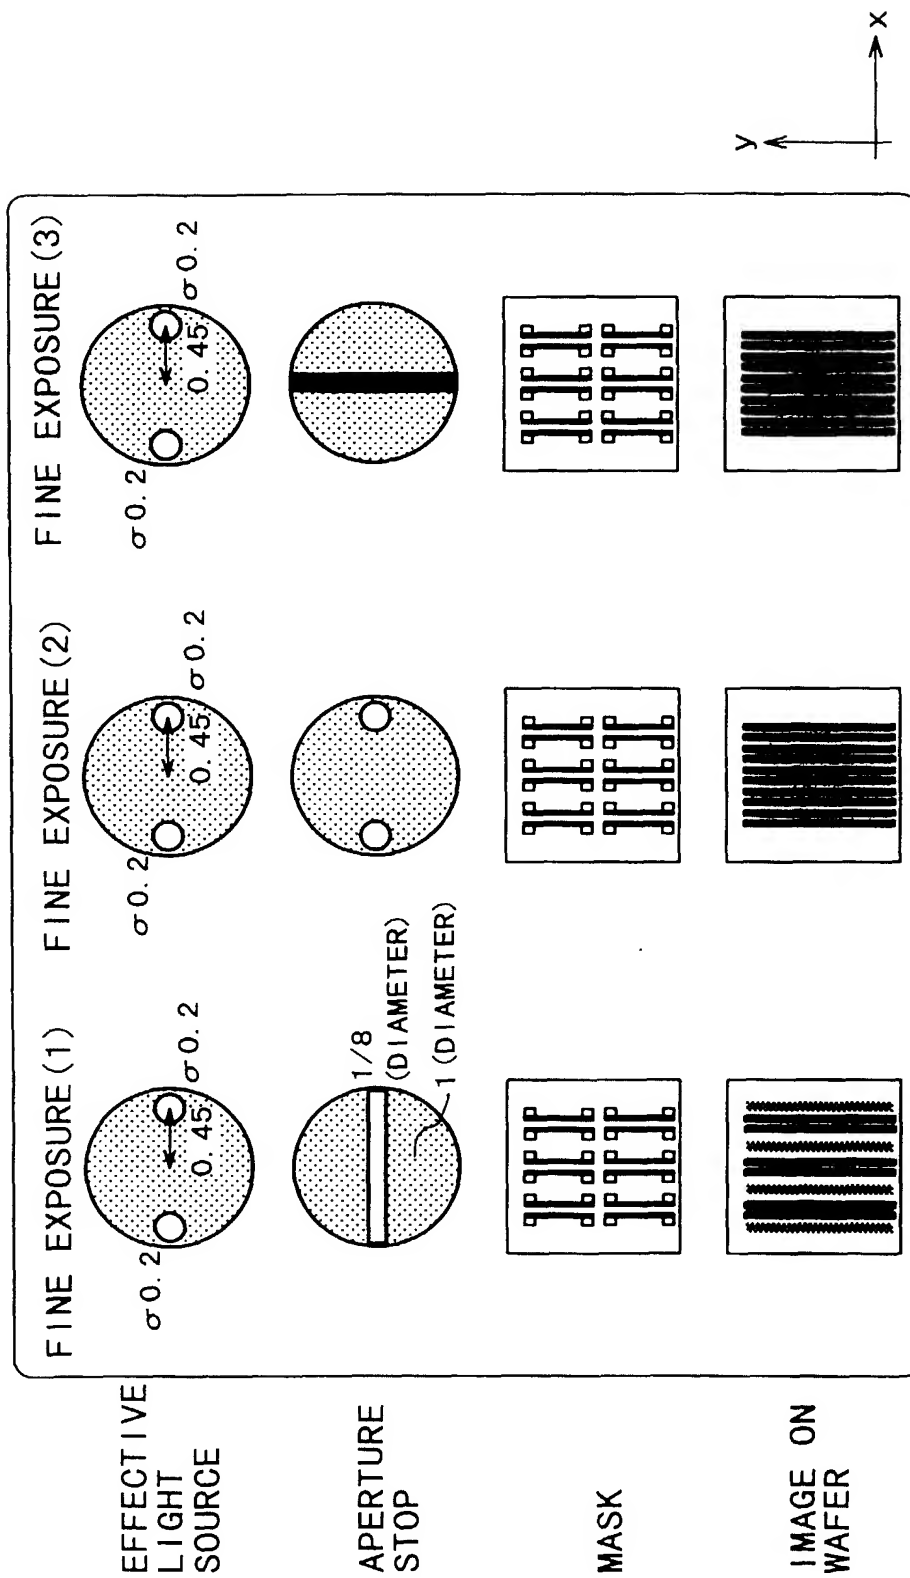 FINE EXPOSURE(1)
FINE EXPOSURE(2)
FINE EXPOSURE(3)
EFFECTIVE
LIGHT
SOURCE
σ0.2
0.45
σ0.2
σ0.2
0.45
σ0.2
σ0.2
0.45
σ0.2
APERTURE
STOP
1/8
(DIAMETER)
1(DIAMETER)
MASK
IMAGE ON
WAFER
y
x